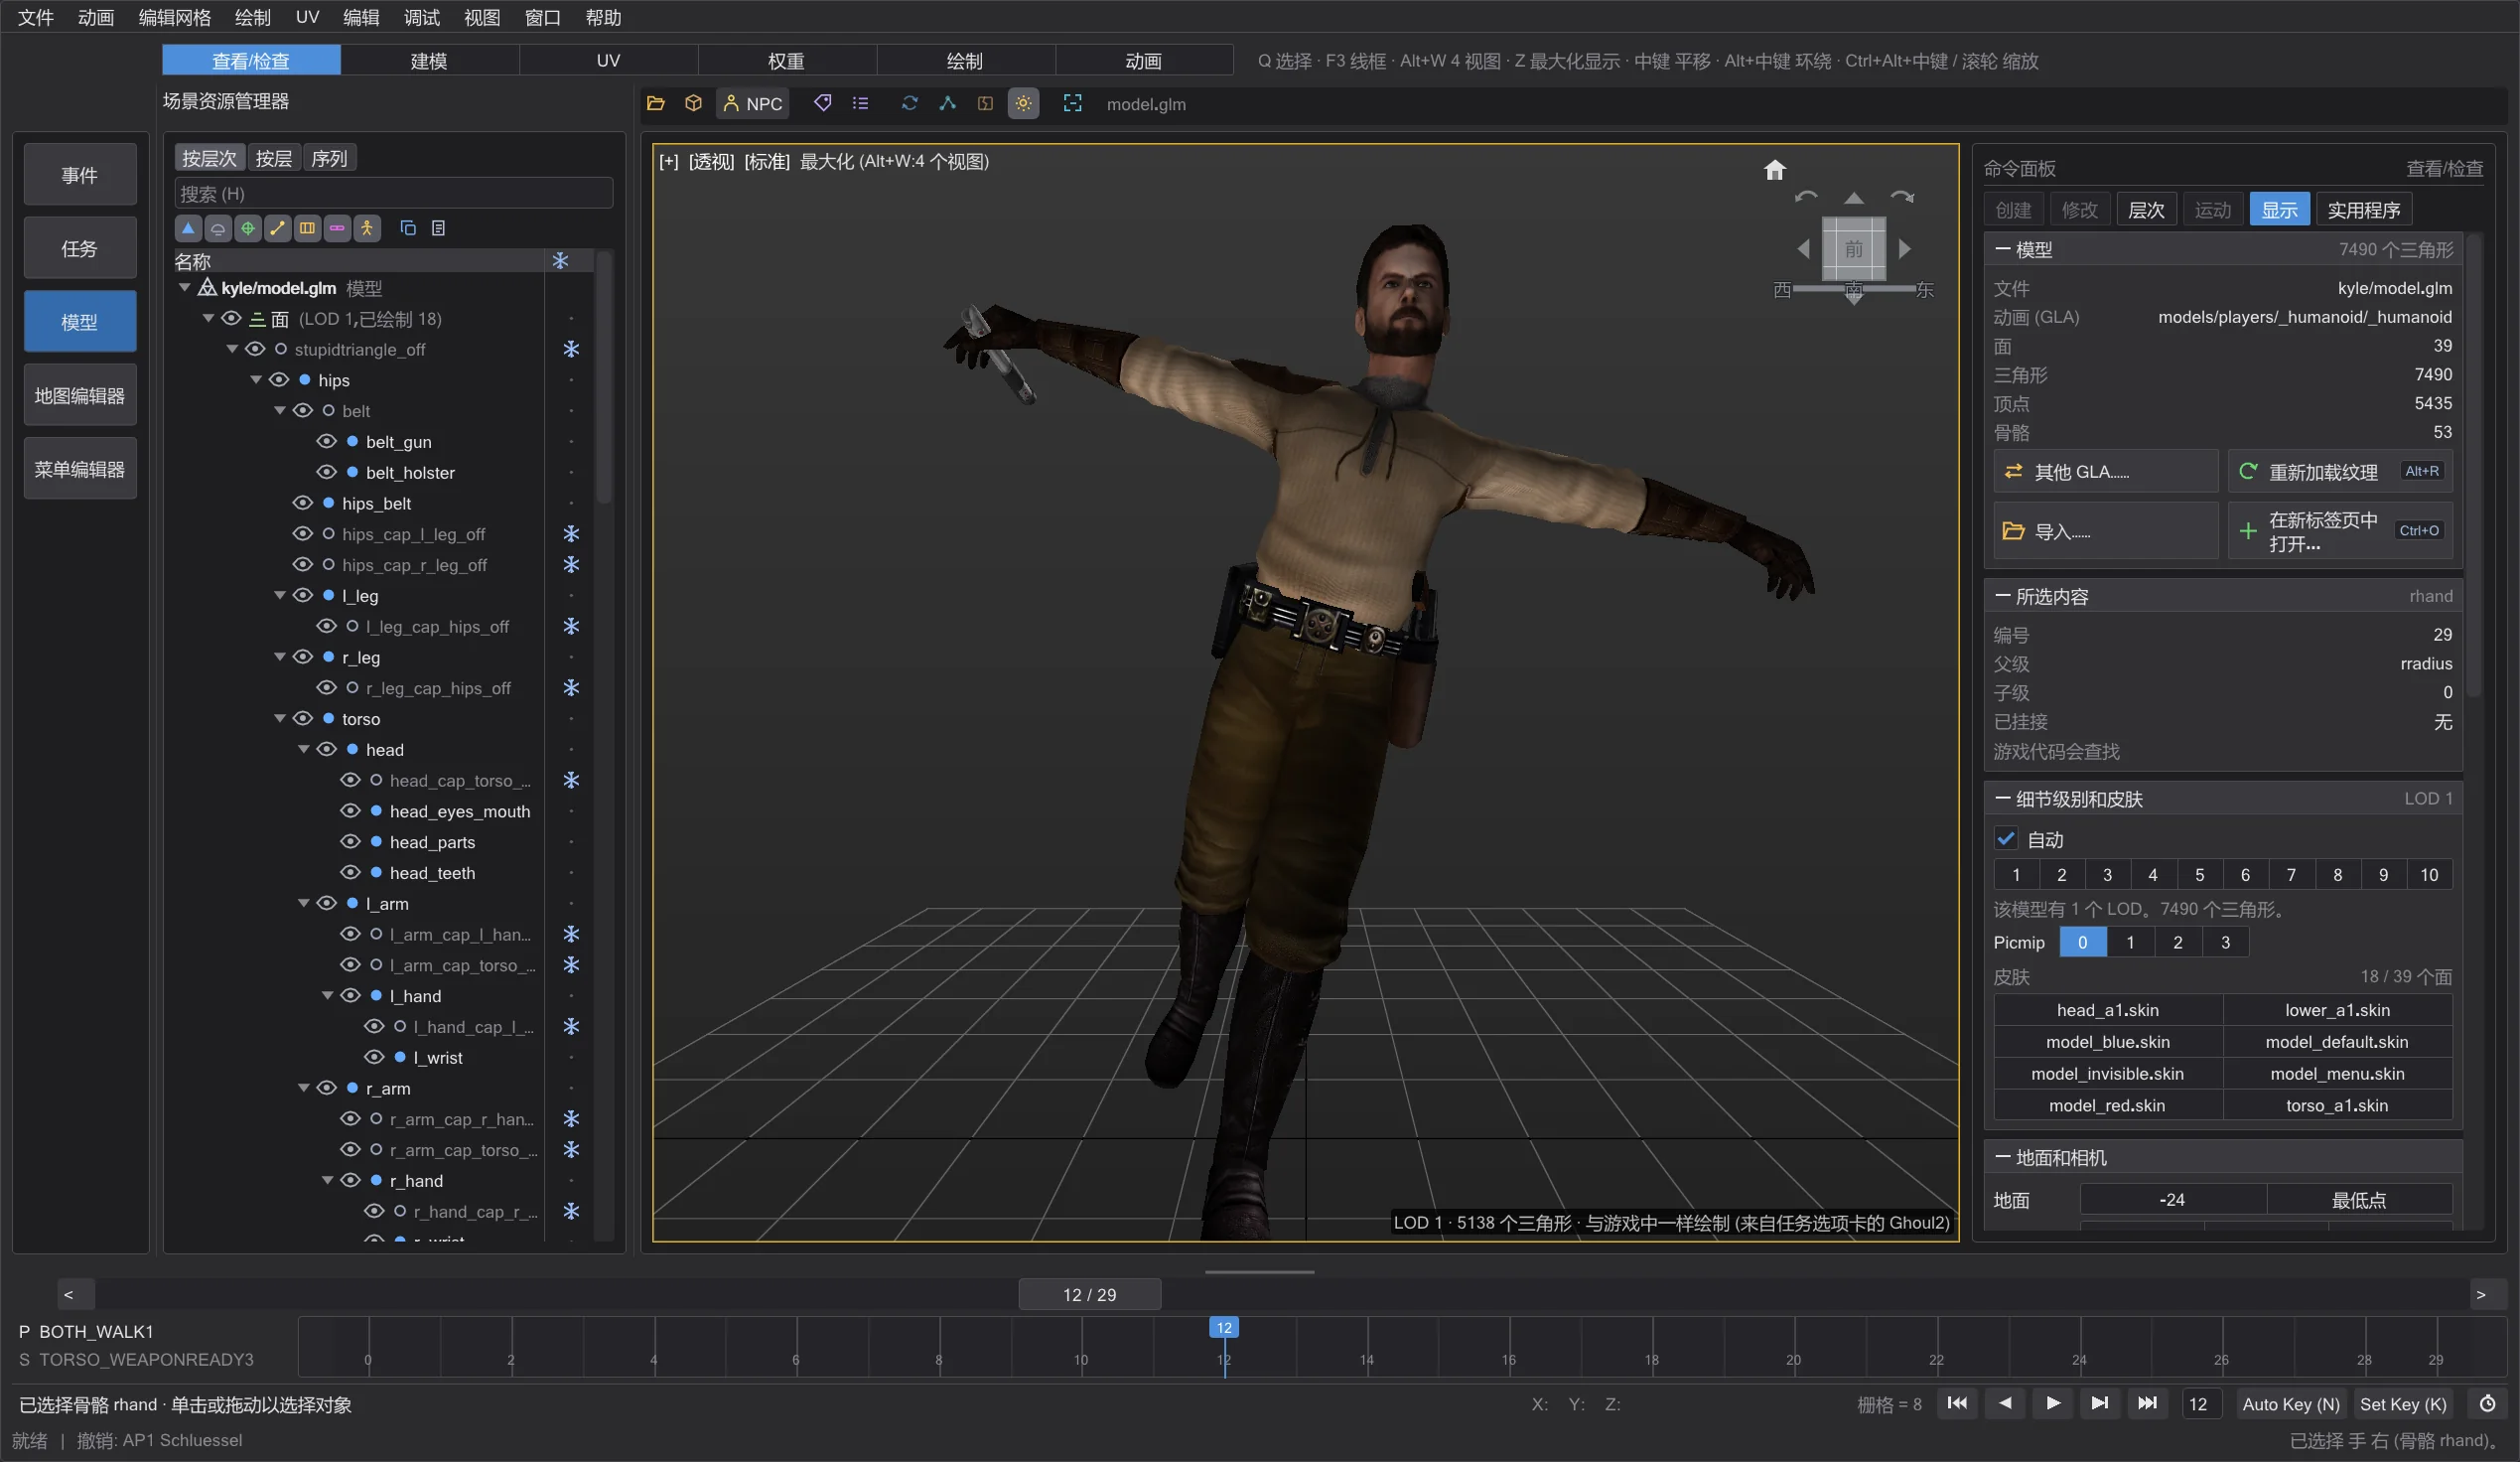 文件 动画 编辑网格 绘制 UV 编辑 调试 视图 窗口 帮助
查看/检查 建模 UV 权重 绘制 动画 Q 选择 · F3 线框 · Alt+W 4 视图 · Z 最大化显示 · 中键 平移 · Alt+中键 环绕 · Ctrl+Alt+中键 / 滚轮 缩放
场景资源管理器
NPC model.glm
事件
任务
模型
地图编辑器
菜单编辑器
按层次 按层 序列
搜索 (H)
名称
kyle/model.glm 模型
面 (LOD 1,已绘制 18)
stupidtriangle_off
hips
belt
belt_gun
belt_holster
hips_belt
hips_cap_l_leg_off
hips_cap_r_leg_off
l_leg
l_leg_cap_hips_off
r_leg
r_leg_cap_hips_off
torso
head
head_cap_torso_...
head_eyes_mouth
head_parts
head_teeth
l_arm
l_arm_cap_l_han...
l_arm_cap_torso_...
l_hand
l_hand_cap_l_...
l_wrist
r_arm
r_arm_cap_r_han...
r_arm_cap_torso_...
r_hand
r_hand_cap_r_...
r_wrist
[+] [透视] [标准] 最大化 (Alt+W:4 个视图)
前
西 南 东
LOD 1 · 5138 个三角形 · 与游戏中一样绘制 (来自任务选项卡的 Ghoul2)
命令面板 查看/检查
创建 修改 层次 运动 显示 实用程序
模型 7490 个三角形
文件 kyle/model.glm
动画 (GLA) models/players/_humanoid/_humanoid
面 39
三角形 7490
顶点 5435
骨骼 53
其他 GLA...... 重新加载纹理 Alt+R
导入...... 在新标签页中打开... Ctrl+O
所选内容 rhand
编号 29
父级 rradius
子级 0
已挂接 无
游戏代码会查找
细节级别和皮肤 LOD 1
自动
1 2 3 4 5 6 7 8 9 10
该模型有 1 个 LOD。7490 个三角形。
Picmip 0 1 2 3
皮肤 18 / 39 个面
head_a1.skin lower_a1.skin
model_blue.skin model_default.skin
model_invisible.skin model_menu.skin
model_red.skin torso_a1.skin
地面和相机
地面 -24 最低点
< 12 / 29 >
P BOTH_WALK1
S TORSO_WEAPONREADY3
12
0 2 4 6 8 10 12 14 16 18 20 22 24 26 28 29
已选择骨骼 rhand · 单击或拖动以选择对象 X: Y: Z: 栅格 = 8 12 Auto Key (N) Set Key (K)
就绪 | 撤销: AP1 Schluessel 已选择 手 右 (骨骼 rhand)。